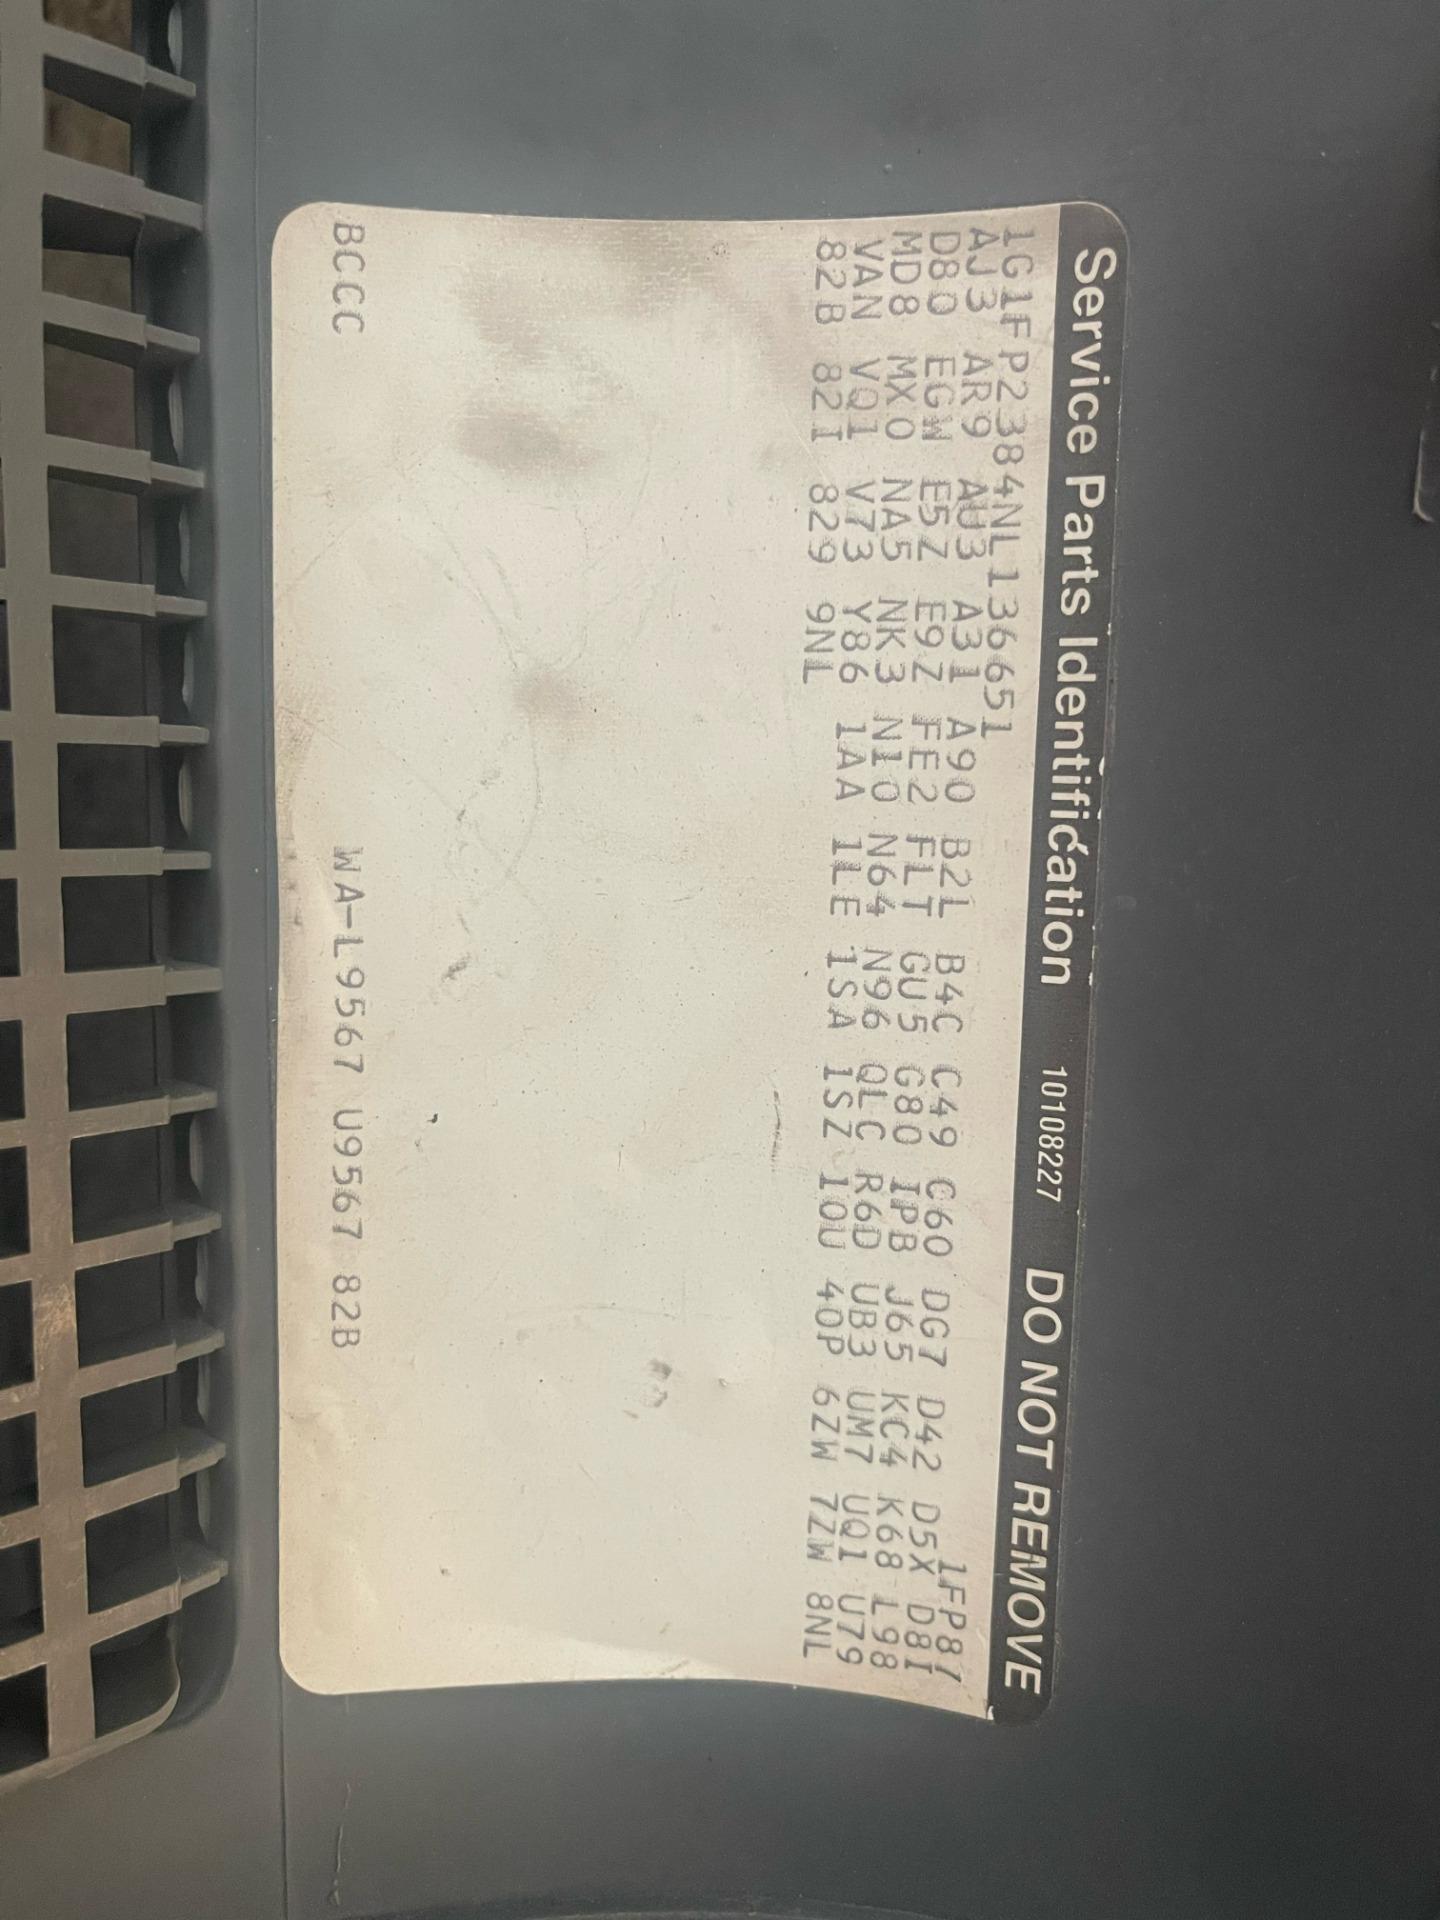 Service Parts Identification 10108227 DO NOT REMOVE
1G1FP2384NL136651 1FP87
AJ3 AR9 AU3 A31 A90 B2L B4C C49 C60 DG7 D42 D5X D8I
D80 EGW E5Z E9Z FE2 FLT GU5 G80 IPB J65 KC4 K68 L98
MD8 MX0 NA5 NK3 N10 N64 N96 QLC R6D UB3 UM7 UQ1 U79
VAN VQ1 V73 Y86 1AA 1LE 1SA 1SZ 10U 40P 6ZW 7ZW 8NL
82B 82I 829 9NL
BCCC WA-L9567 U9567 82B